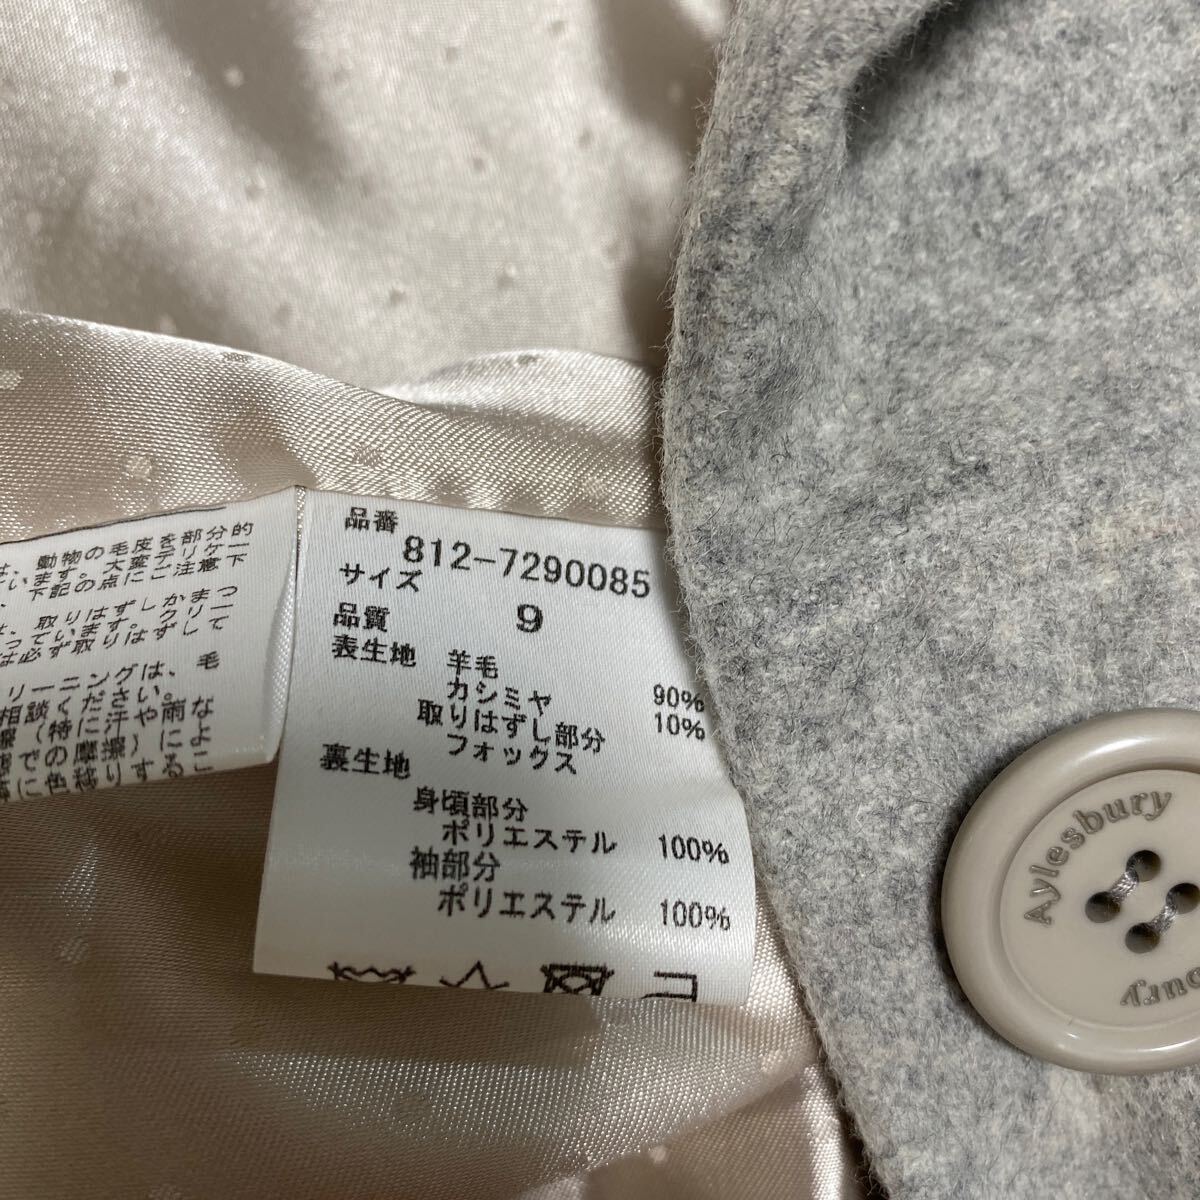 は、動物の毛皮を部分的
います。大変デリケー
、下記の点にご注意下
は、取りはずしかまっ
っています。クリー
は必ず取りはずして
リーニングは、毛
相談ください。
(特に汗や雨な
での摩擦)によ
に色移りするこ
品番
812-7290085
サイズ
9
品質
表生地
羊毛 90%
カシミヤ 10%
取りはずし部分
フォックス
裏生地
身頃部分
ポリエステル 100%
袖部分
ポリエステル 100%
Aylesbury
bury